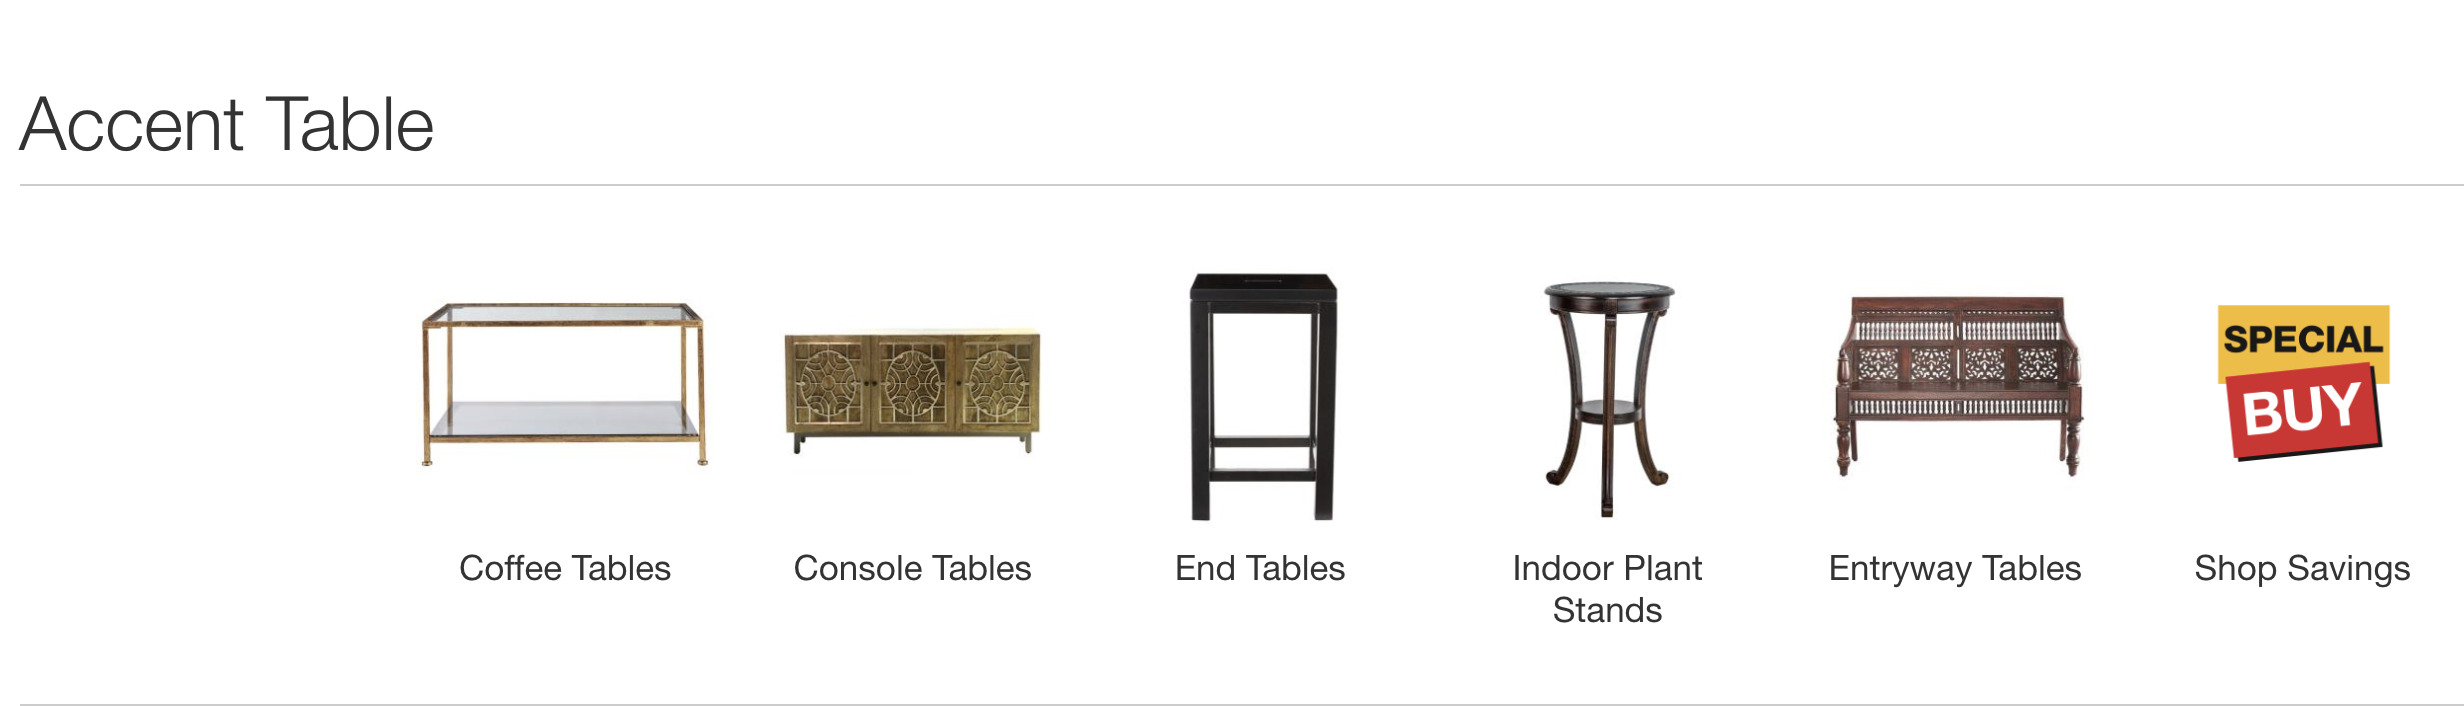 Accent Table
SPECIAL
BUY
Coffee Tables
Console Tables
End Tables
Indoor Plant
Stands
Entryway Tables
Shop Savings